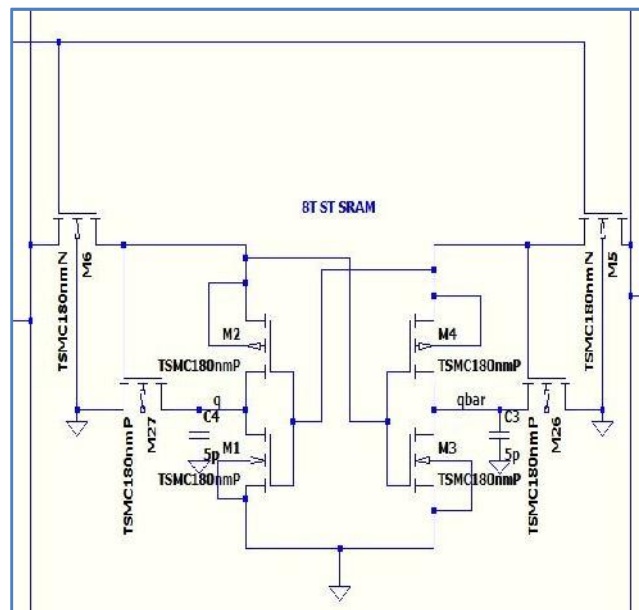 8T ST SRAM
TSMC180nmN
M6
M5
TSMC180nmN
M2
TSMC180nmP
M4
TSMC180nmP
q
qbar
TSMC180nmP
M27
C4
5p
M1
TSMC180nmP
M3
TSMC180nmP
C3
5p
M26
TSMC180nmP